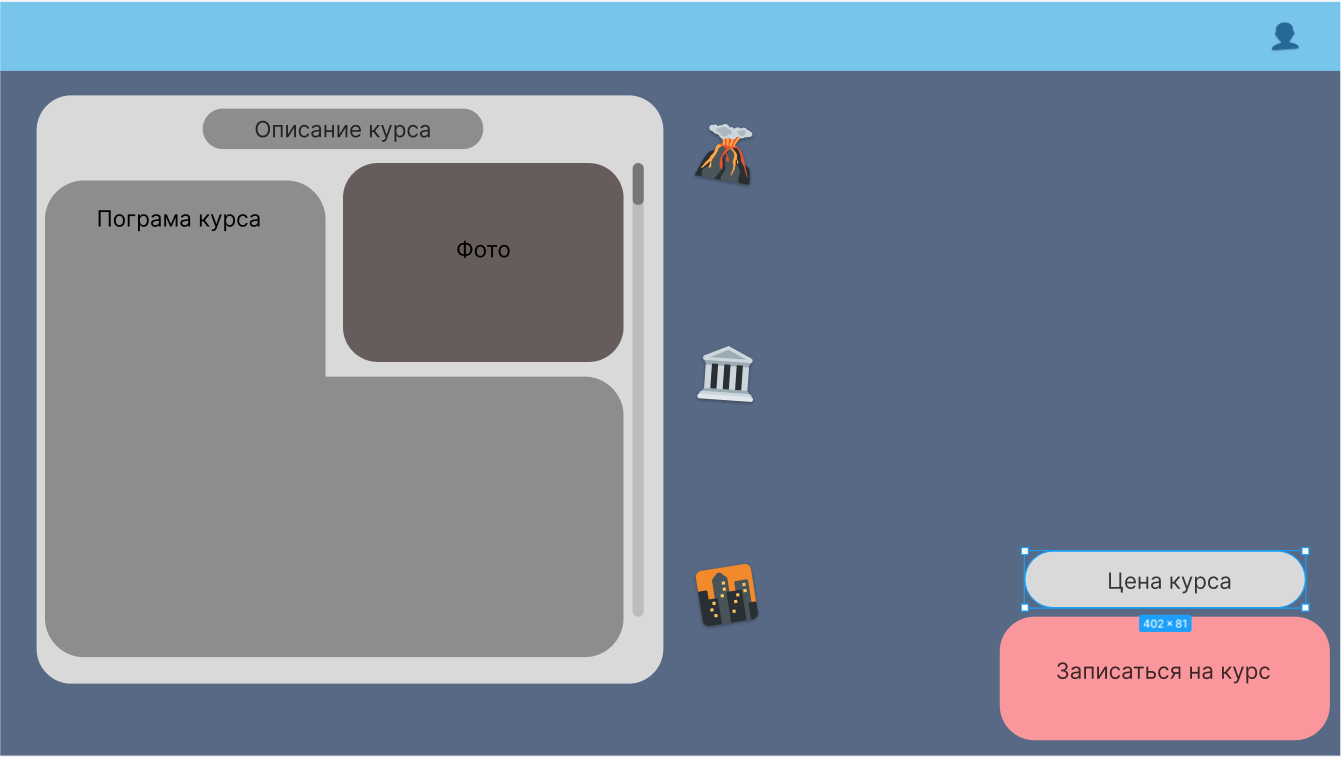 Описание курса
Пограма курса
Фото
Цена курса
402 × 81
Записаться на курс